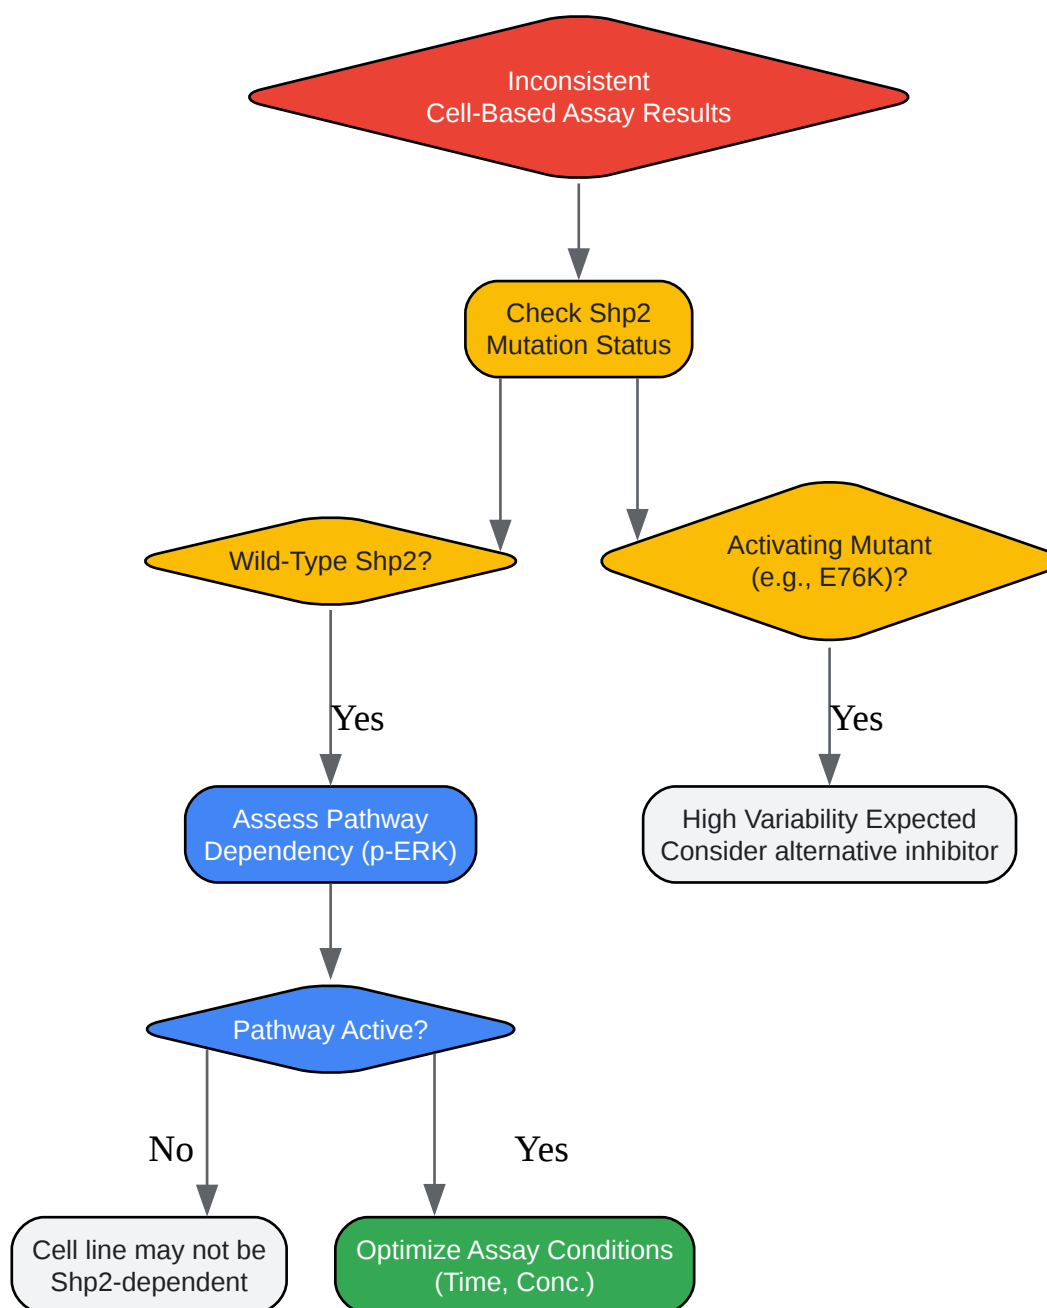 Inconsistent
Cell-Based Assay Results
Check Shp2
Mutation Status
Wild-Type Shp2?
Activating Mutant
(e.g., E76K)?
Yes
Yes
Assess Pathway
Dependency (p-ERK)
High Variability Expected
Consider alternative inhibitor
Pathway Active?
No
Yes
Cell line may not be
Shp2-dependent
Optimize Assay Conditions
(Time, Conc.)